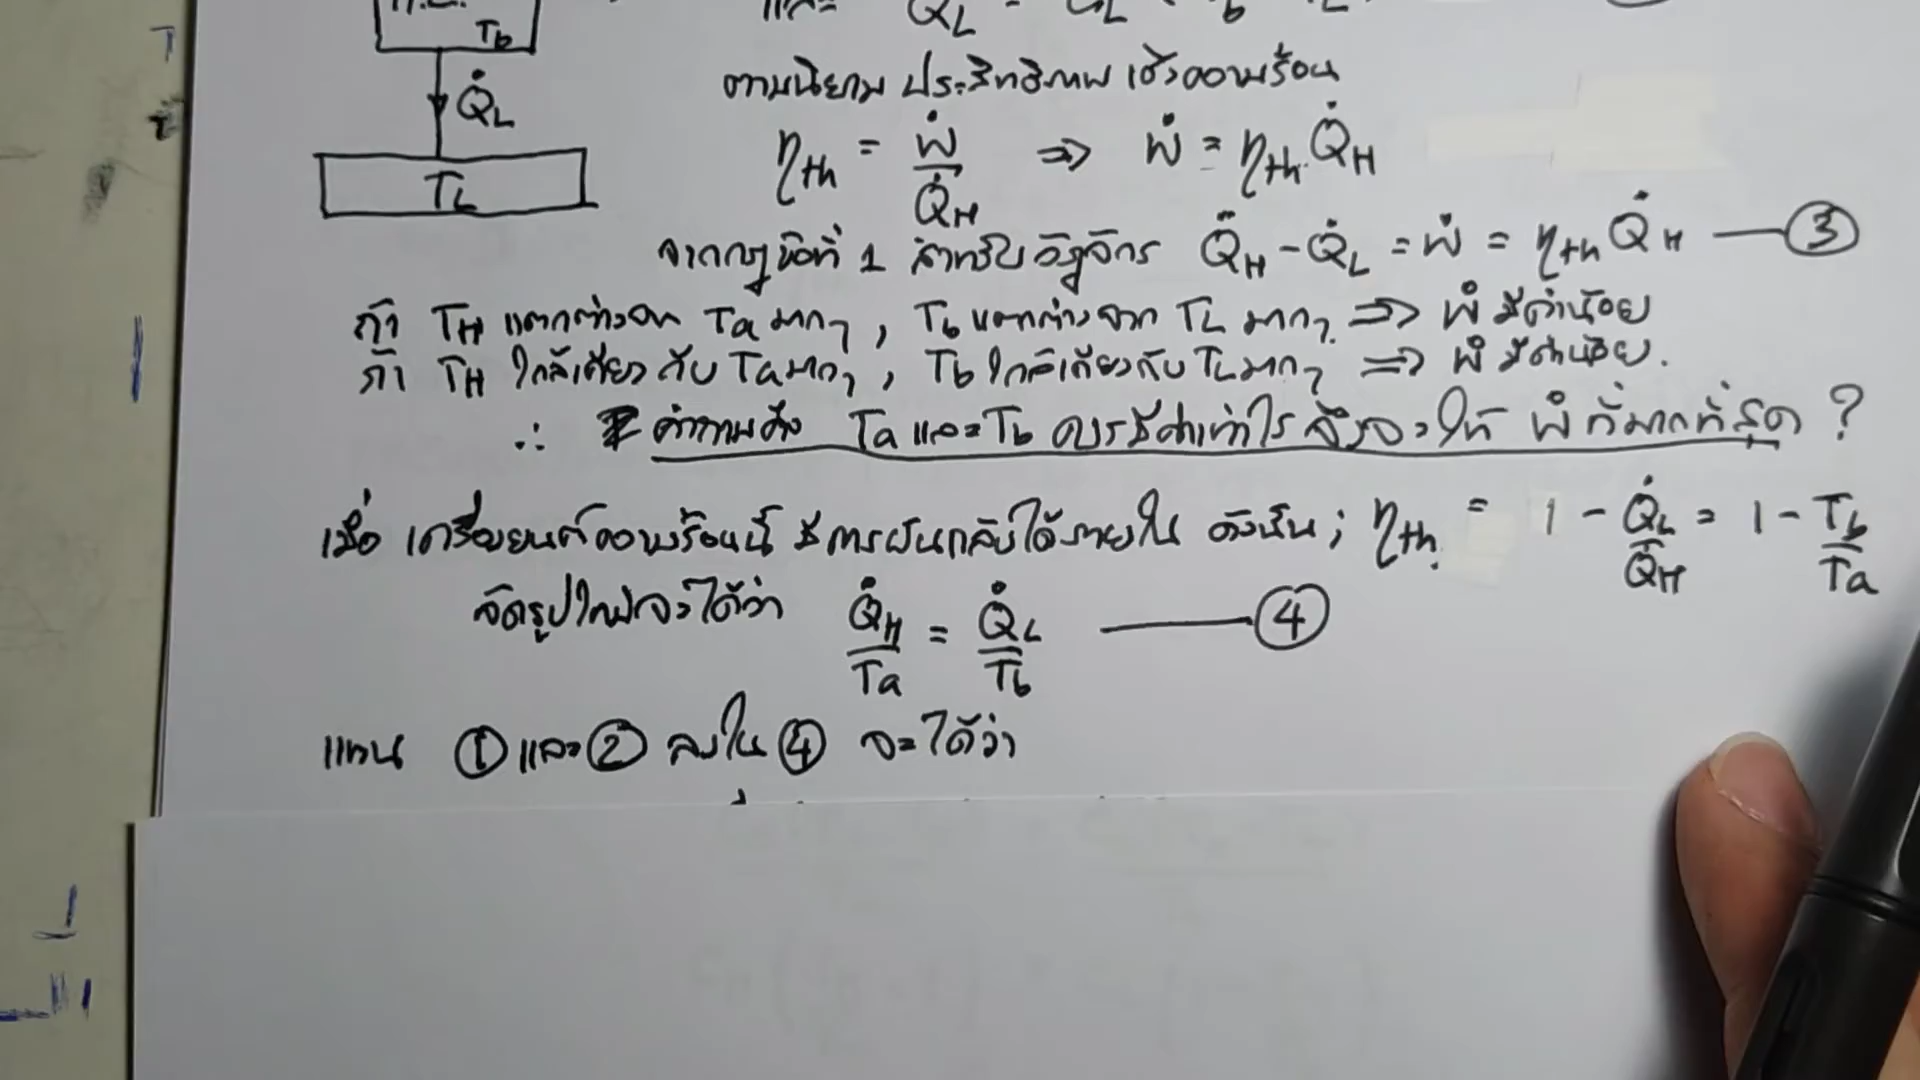 Tb
Q̇L
TL
ตามนิยาม ประสิทธิภาพเชิงความร้อน
ηth = Ẇ/Q̇H ⇒ Ẇ = ηth Q̇H
จากกฎข้อที่ 1 สำหรับวัฏจักร Q̇H - Q̇L = Ẇ = ηth Q̇H — ③
ถ้า TH แตกต่างจาก Ta มากๆ, Tb แตกต่างจาก TL มากๆ ⇒ Ẇ มีค่าน้อย
ถ้า TH ใกล้เคียงกับ Ta มากๆ, Tb ใกล้เคียงกับ TL มากๆ ⇒ Ẇ มีค่าน้อย.
∴ คำถามคือ Ta และ Tb ควรมีค่าเท่าไร จึงจะให้ Ẇ ที่มากที่สุด ?
เมื่อ เครื่องยนต์ความร้อนนี้ มีการผันกลับได้ภายใน ดังนั้น; ηth = 1 - Q̇L/Q̇H = 1 - Tb/Ta
จัดรูปใหม่จะได้ว่า Q̇H/Ta = Q̇L/Tb — ④
แทน ① และ ② ลงใน ④ จะได้ว่า